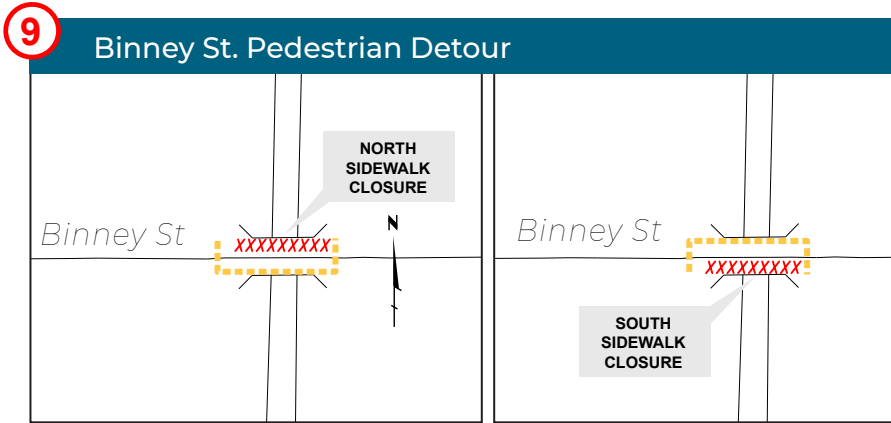 9
Binney St. Pedestrian Detour
NORTH
SIDEWALK
CLOSURE
Binney St
XXXXXXXXX
N
Binney St
XXXXXXXXX
SOUTH
SIDEWALK
CLOSURE